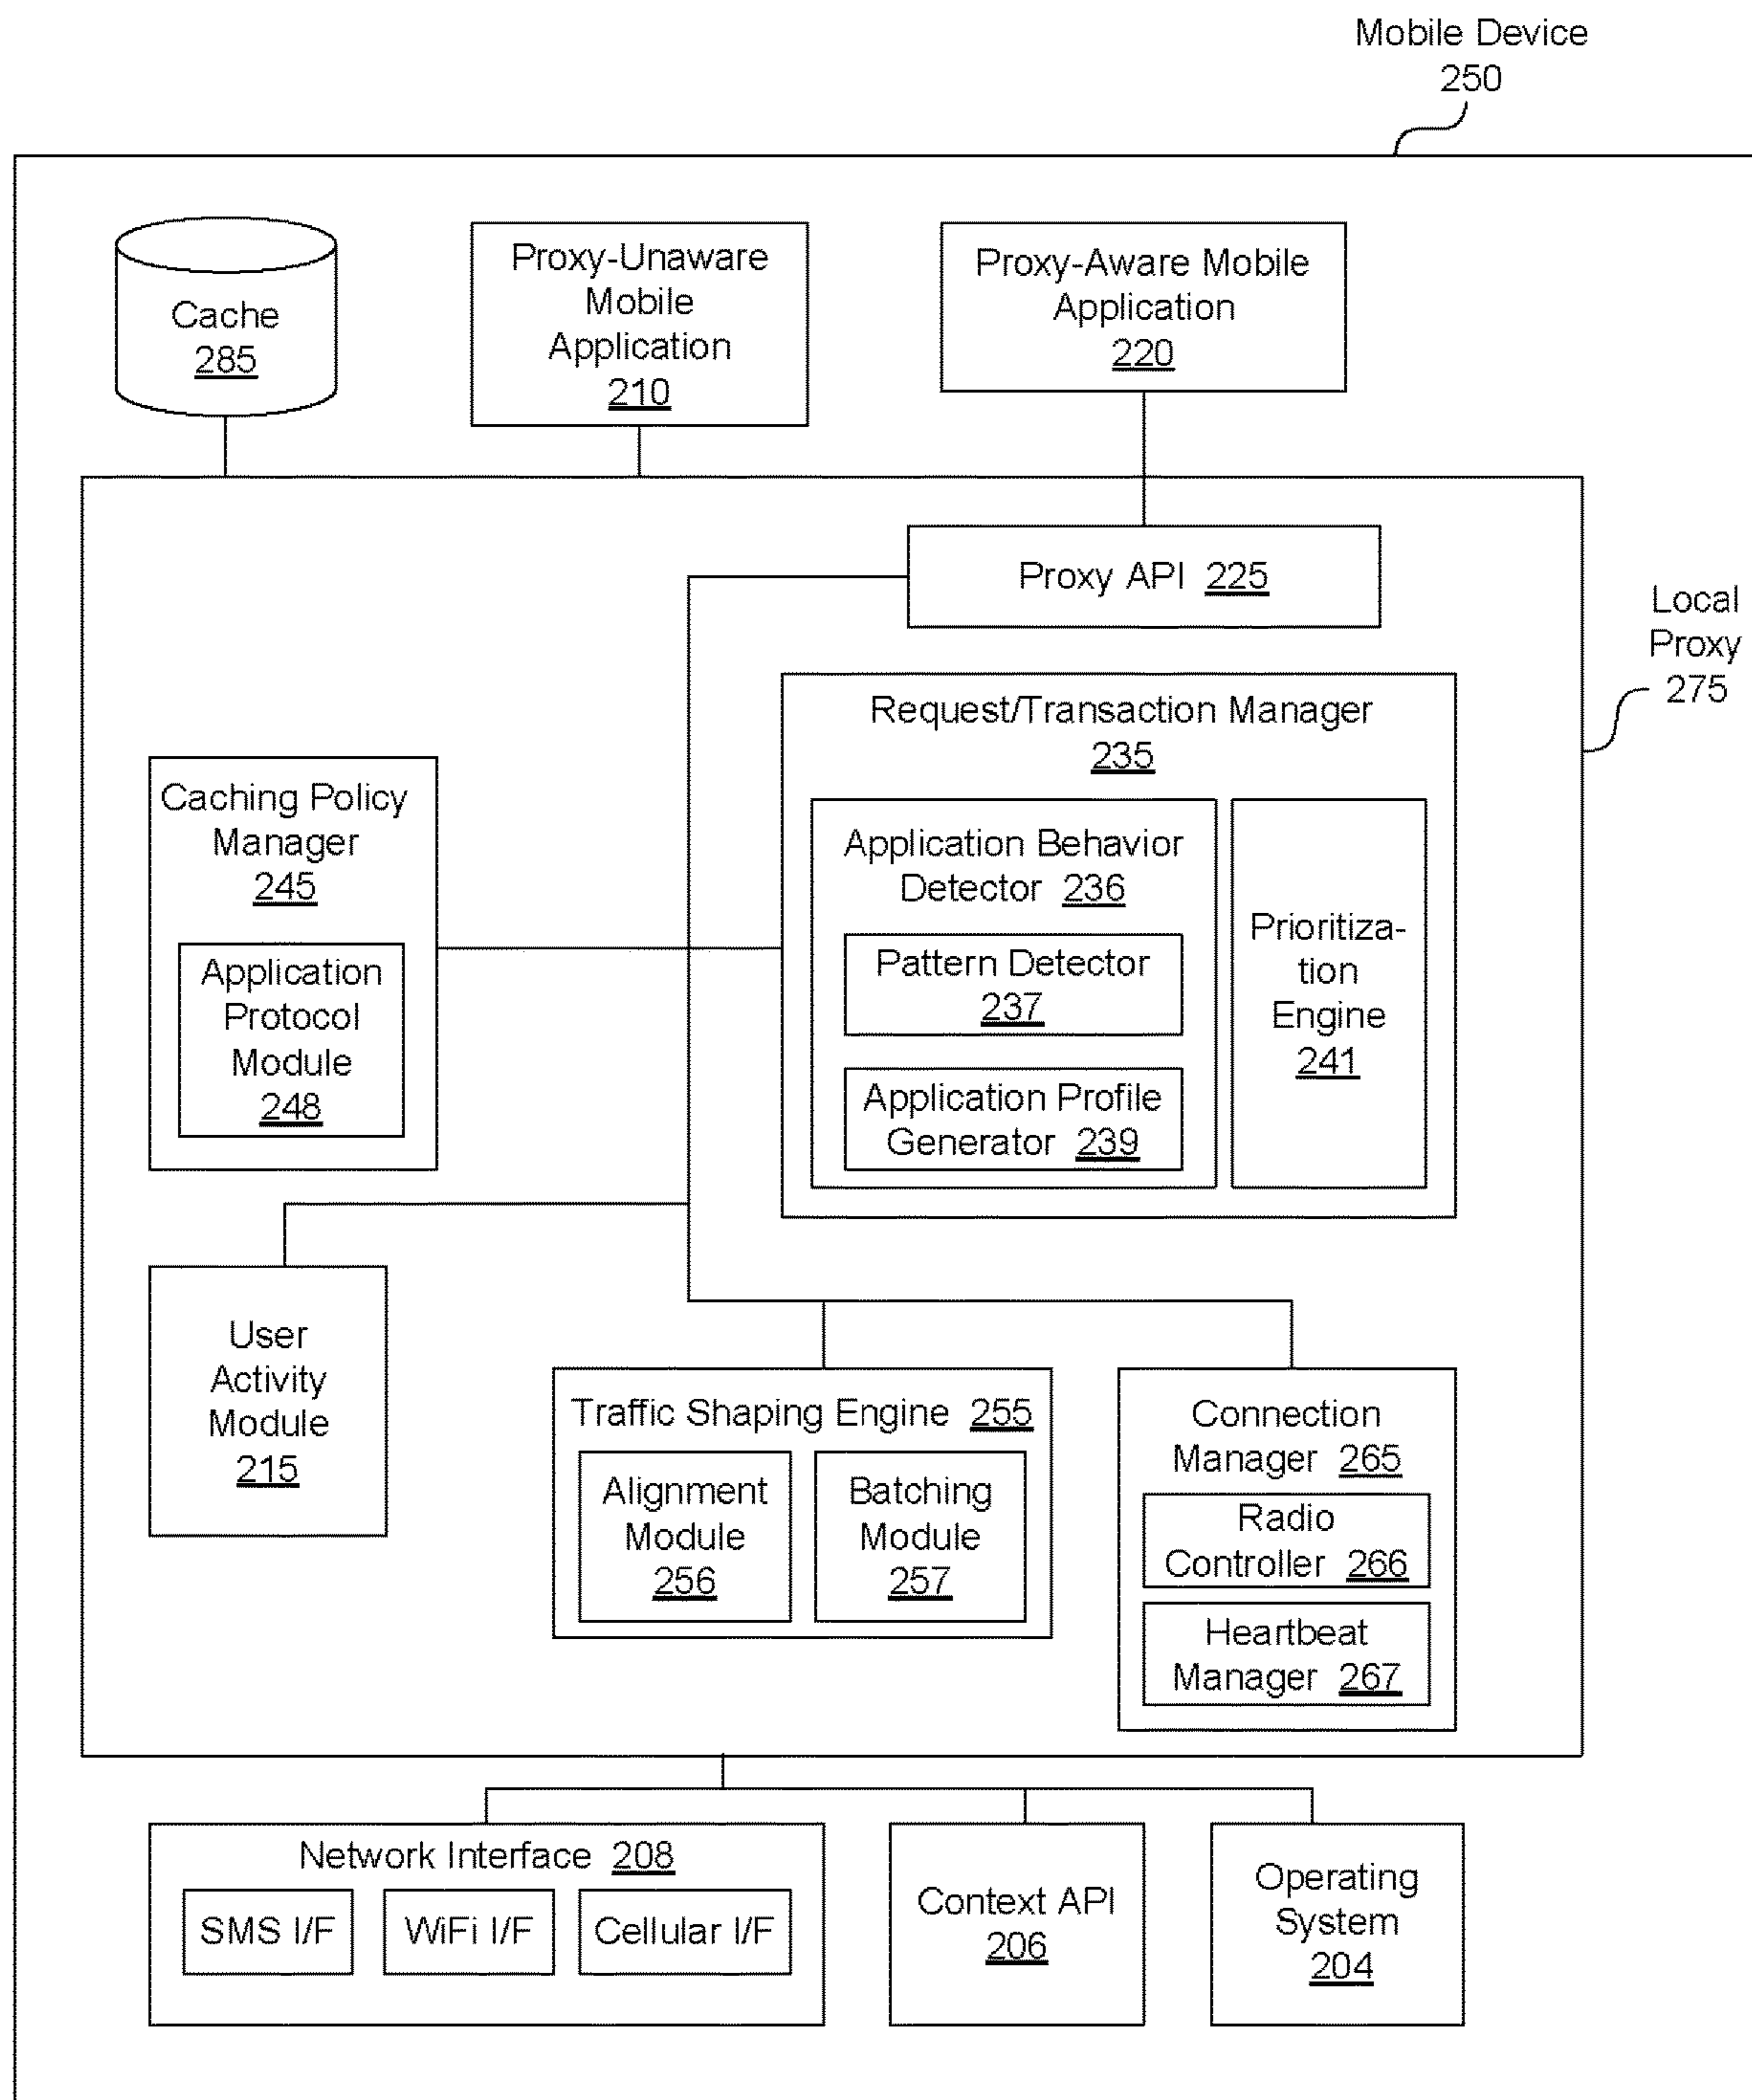 Mobile Device
250
Cache
285
Proxy-Unaware
Mobile
Application
210
Proxy-Aware Mobile
Application
220
Proxy API 225
Local
Proxy
275
Request/Transaction Manager
235
Caching Policy
Manager
245
Application
Protocol
Module
248
Application Behavior
Detector 236
Pattern Detector
237
Application Profile
Generator 239
Prioritiza-
tion
Engine
241
User
Activity
Module
215
Traffic Shaping Engine 255
Alignment
Module
256
Batching
Module
257
Connection
Manager 265
Radio
Controller 266
Heartbeat
Manager 267
Network Interface 208
SMS I/F
WiFi I/F
Cellular I/F
Context API
206
Operating
System
204